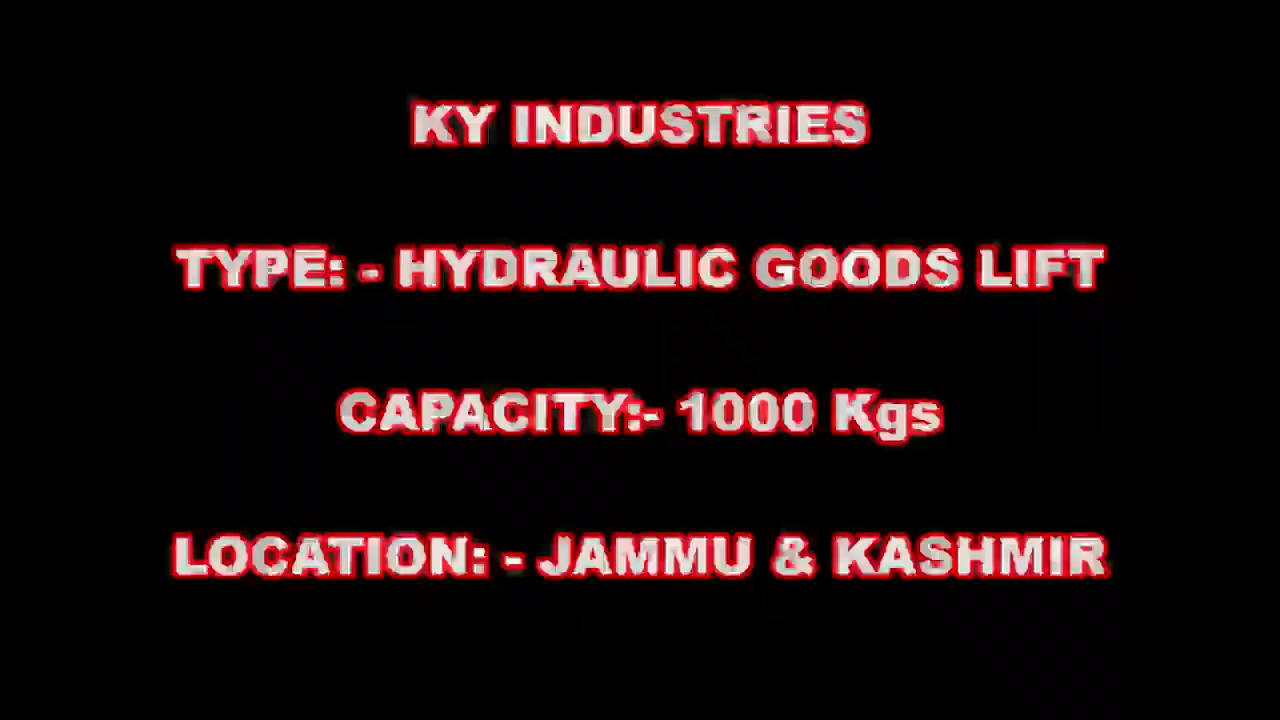 KY INDUSTRIES
TYPE: - HYDRAULIC GOODS LIFT
CAPACITY:- 1000 Kgs
LOCATION: - JAMMU & KASHMIR